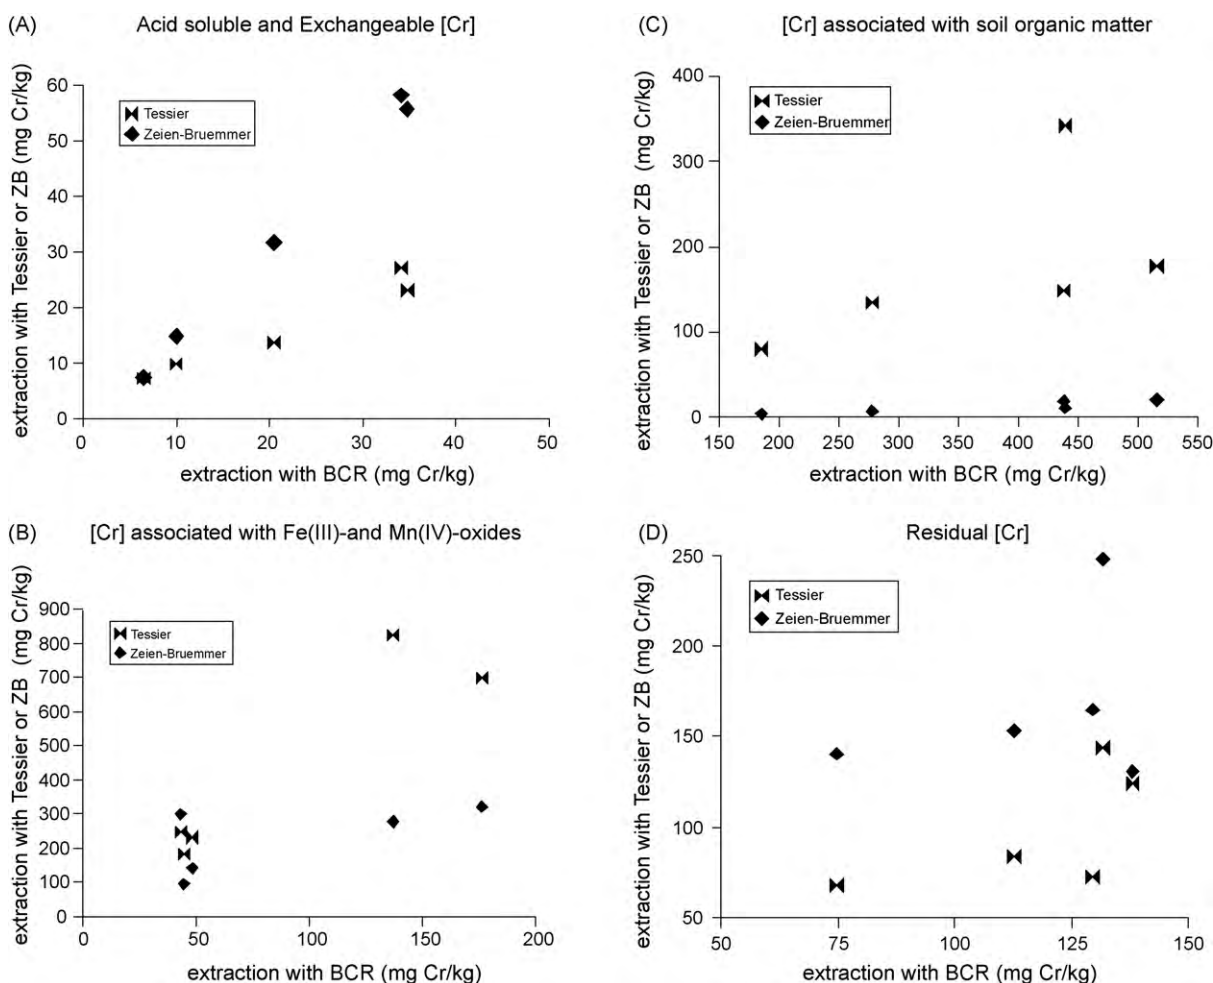 (A) Acid soluble and Exchangeable [Cr]
extraction with Tessier or ZB (mg Cr/kg)
60
50
40
30
20
10
0
Tessier
Zeien-Bruemmer
0 10 20 30 40 50
extraction with BCR (mg Cr/kg)
(C) [Cr] associated with soil organic matter
extraction with Tessier or ZB (mg Cr/kg)
400
300
200
100
0
Tessier
Zeien-Bruemmer
150 200 250 300 350 400 450 500 550
extraction with BCR (mg Cr/kg)
(B) [Cr] associated with Fe(III)-and Mn(IV)-oxides
extraction with Tessier or ZB (mg Cr/kg)
900
800
700
600
500
400
300
200
100
0
Tessier
Zeien-Bruemmer
0 50 100 150 200
extraction with BCR (mg Cr/kg)
(D) Residual [Cr]
extraction with Tessier or ZB (mg Cr/kg)
250
200
150
100
50
Tessier
Zeien-Bruemmer
50 75 100 125 150
extraction with BCR (mg Cr/kg)